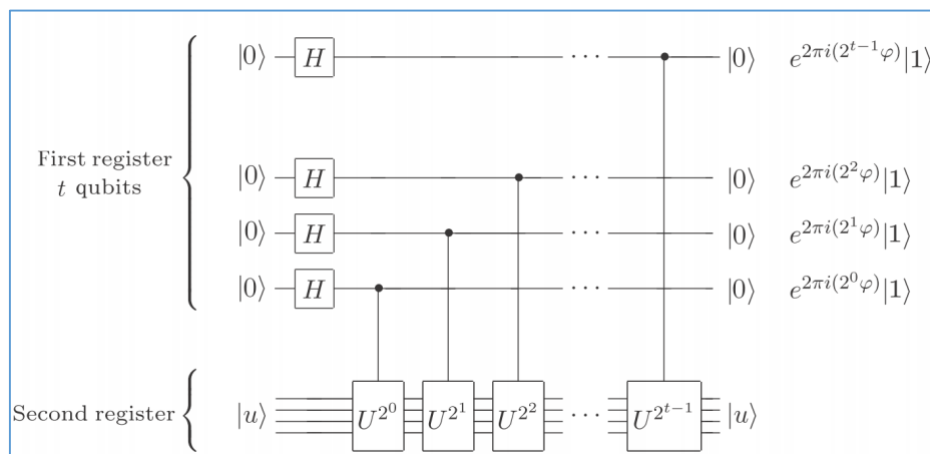 |0⟩ H ··· |0⟩ e^{2πi(2^{t−1}φ)}|1⟩
First register
t qubits
|0⟩ H ··· |0⟩ e^{2πi(2^2φ)}|1⟩
|0⟩ H ··· |0⟩ e^{2πi(2^1φ)}|1⟩
|0⟩ H ··· |0⟩ e^{2πi(2^0φ)}|1⟩
Second register |u⟩ U^{2^0} U^{2^1} U^{2^2} ··· U^{2^{t−1}} |u⟩